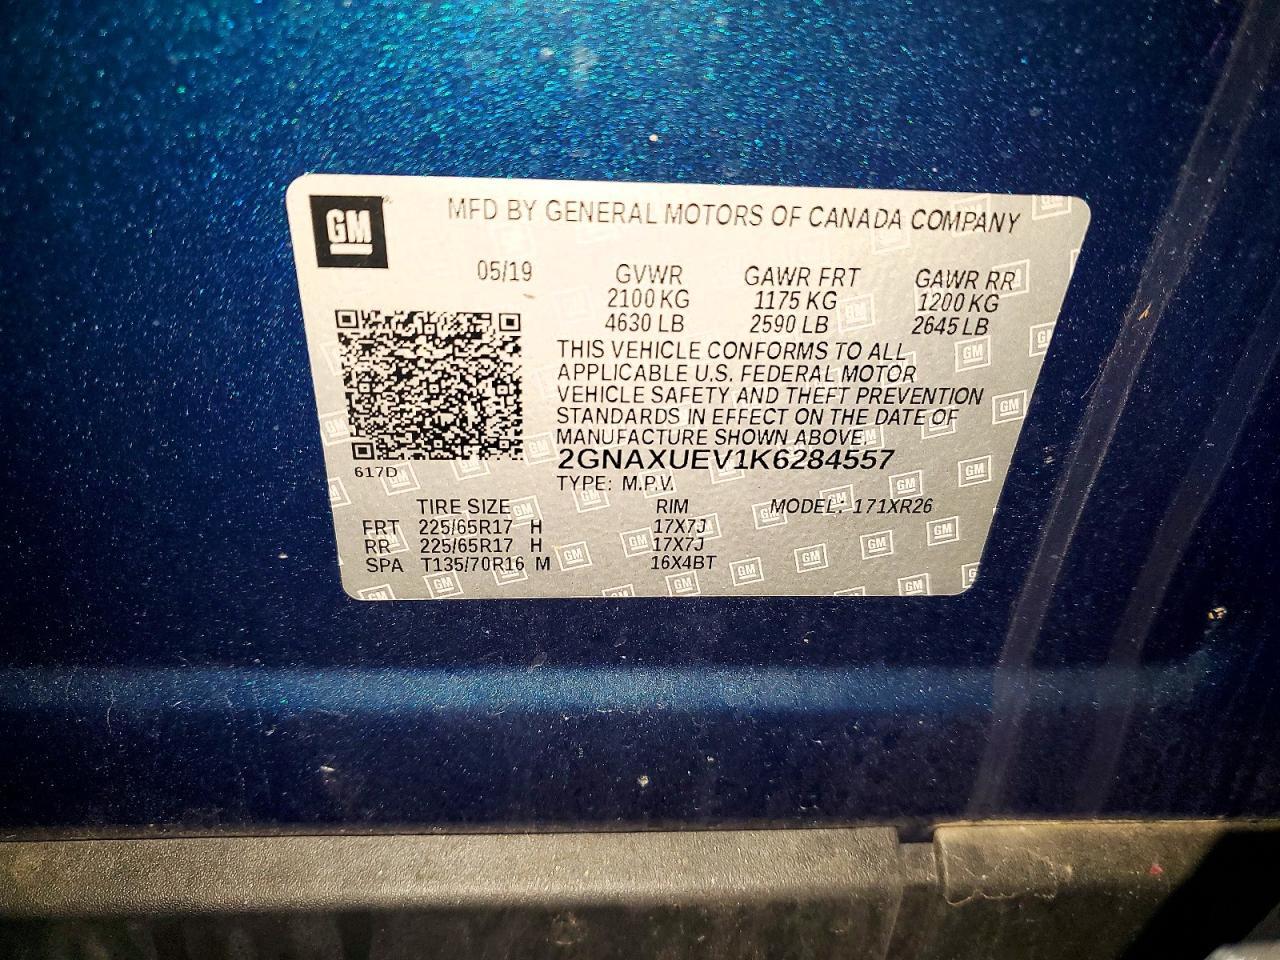 GM
MFD BY GENERAL MOTORS OF CANADA COMPANY
05/19 GVWR GAWR FRT GAWR RR
2100 KG 1175 KG 1200 KG
4630 LB 2590 LB 2645 LB
THIS VEHICLE CONFORMS TO ALL
APPLICABLE U.S. FEDERAL MOTOR
VEHICLE SAFETY AND THEFT PREVENTION
STANDARDS IN EFFECT ON THE DATE OF
MANUFACTURE SHOWN ABOVE.
2GNAXUEV1K6284557
617D
TYPE: M.P.V.
TIRE SIZE RIM MODEL: 171XR26
FRT 225/65R17 H 17X7J
RR 225/65R17 H 17X7J
SPA T135/70R16 M 16X4BT